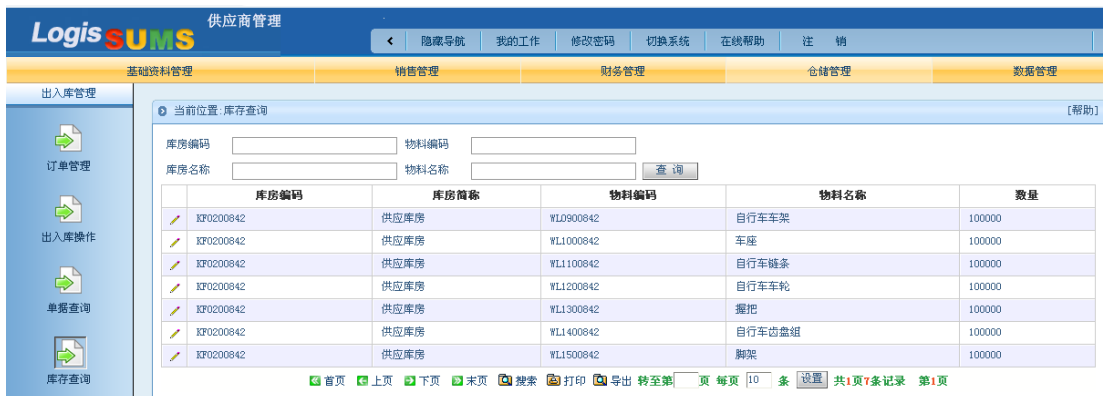 Logis SUMS 供应商管理
隐藏导航 我的工作 修改密码 切换系统 在线帮助 注 销
基础资料管理 销售管理 财务管理 仓储管理 数据管理
出入库管理
当前位置:库存查询 [帮助]
订单管理
出入库操作
单据查询
库存查询
库房编码 物料编码
库房名称 物料名称 查 询
库房编码 库房简称 物料编码 物料名称 数量
KF0200842 供应库房 WL0900842 自行车车架 100000
KF0200842 供应库房 WL1000842 车座 100000
KF0200842 供应库房 WL1100842 自行车链条 100000
KF0200842 供应库房 WL1200842 自行车车轮 100000
KF0200842 供应库房 WL1300842 握把 100000
KF0200842 供应库房 WL1400842 自行车齿盘组 100000
KF0200842 供应库房 WL1500842 脚架 100000
首页 上页 下页 末页 搜索 打印 导出 转至第 页 每页 10 条 设置 共1页7条记录 第1页